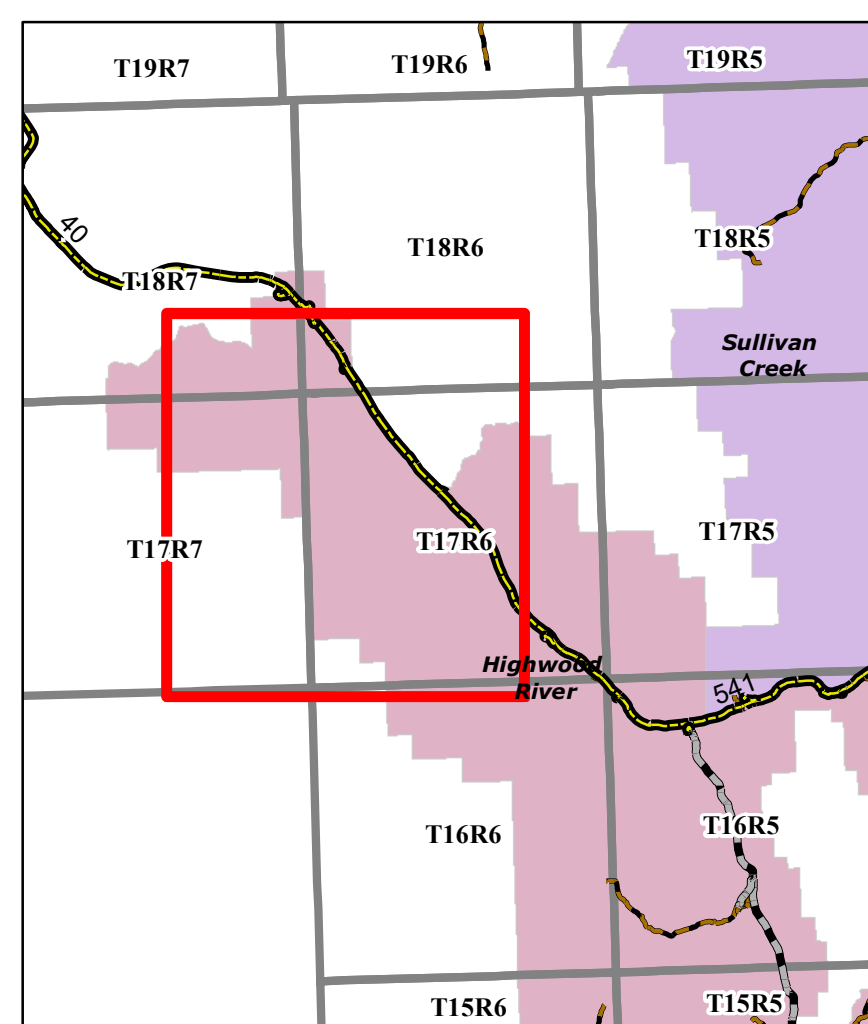 T19R7
T19R6
T19R5
40
T18R7
T18R6
T18R5
Sullivan
Creek
T17R7
T17R6
T17R5
Highwood
River
541
T16R6
T16R5
T15R6
T15R5